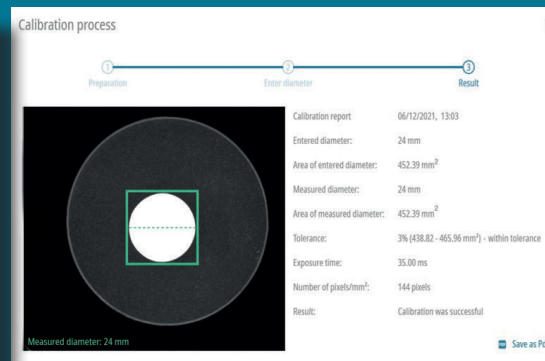 Calibration process
1 2 3
Preparation Enter diameter Result
Calibration report 06/12/2021, 13:03
Entered diameter: 24 mm
Area of entered diameter: 452.39 mm²
Measured diameter: 24 mm
Area of measured diameter: 452.39 mm²
Tolerance: 3% (438.82 - 465.96 mm²) - within tolerance
Exposure time: 35.00 ms
Number of pixels/mm²: 144 pixels
Result: Calibration was successful
Measured diameter: 24 mm
Save as